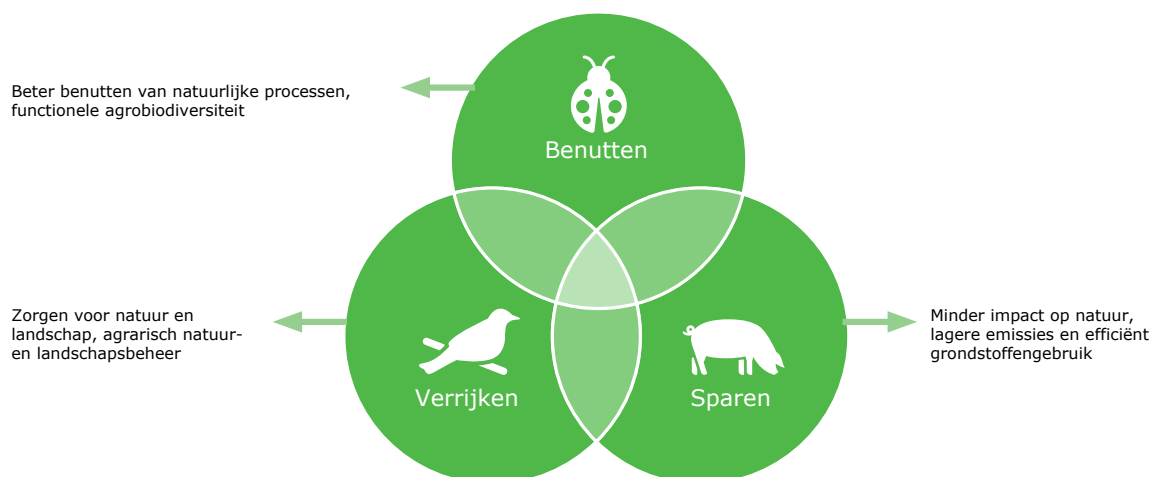 Beter benutten van natuurlijke processen,
functionele agrobiodiversiteit
Benutten
Zorgen voor natuur en
landschap, agrarisch natuur-
en landschapsbeheer
Verrijken
Sparen
Minder impact op natuur,
lagere emissies en efficiënt
grondstoffengebruik